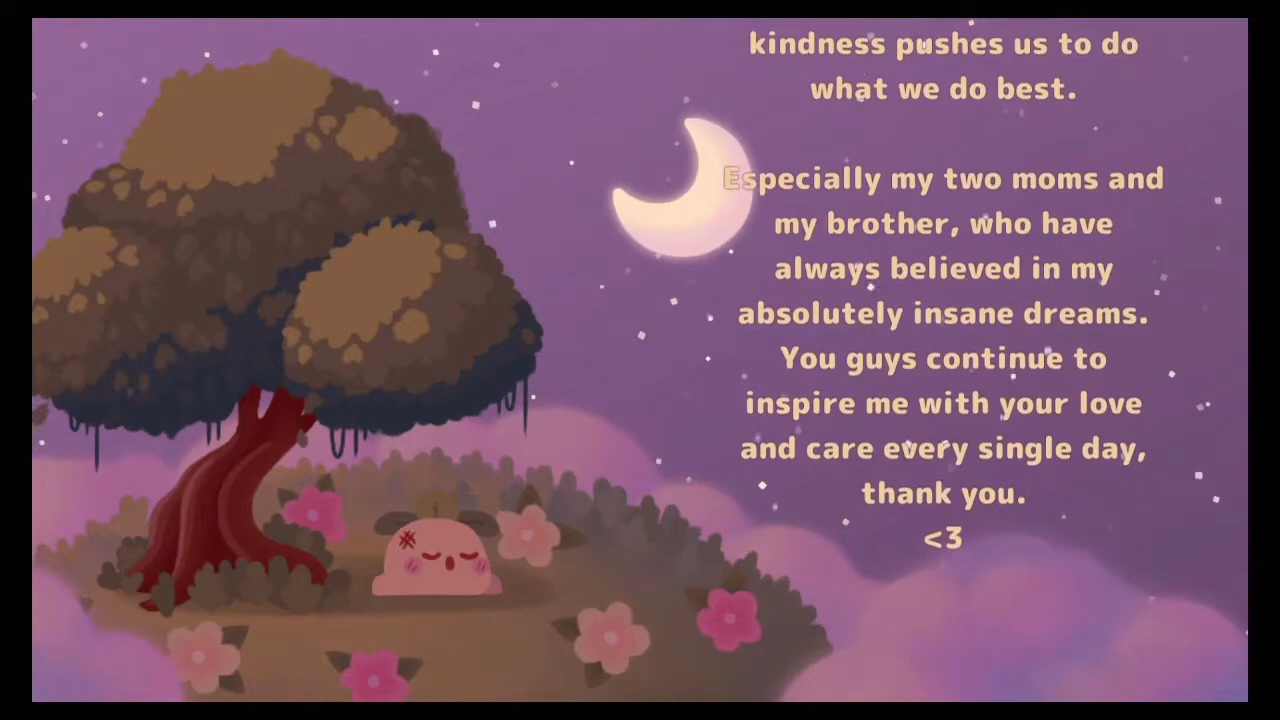 kindness pushes us to do
what we do best.
Especially my two moms and
my brother, who have
always believed in my
absolutely insane dreams.
You guys continue to
inspire me with your love
and care every single day,
thank you.
<3